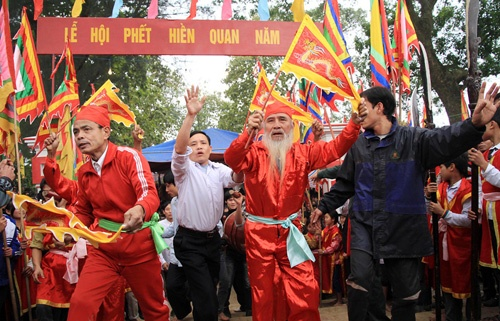 LỄ HỘI PHẾT HIỀN QUAN NĂM